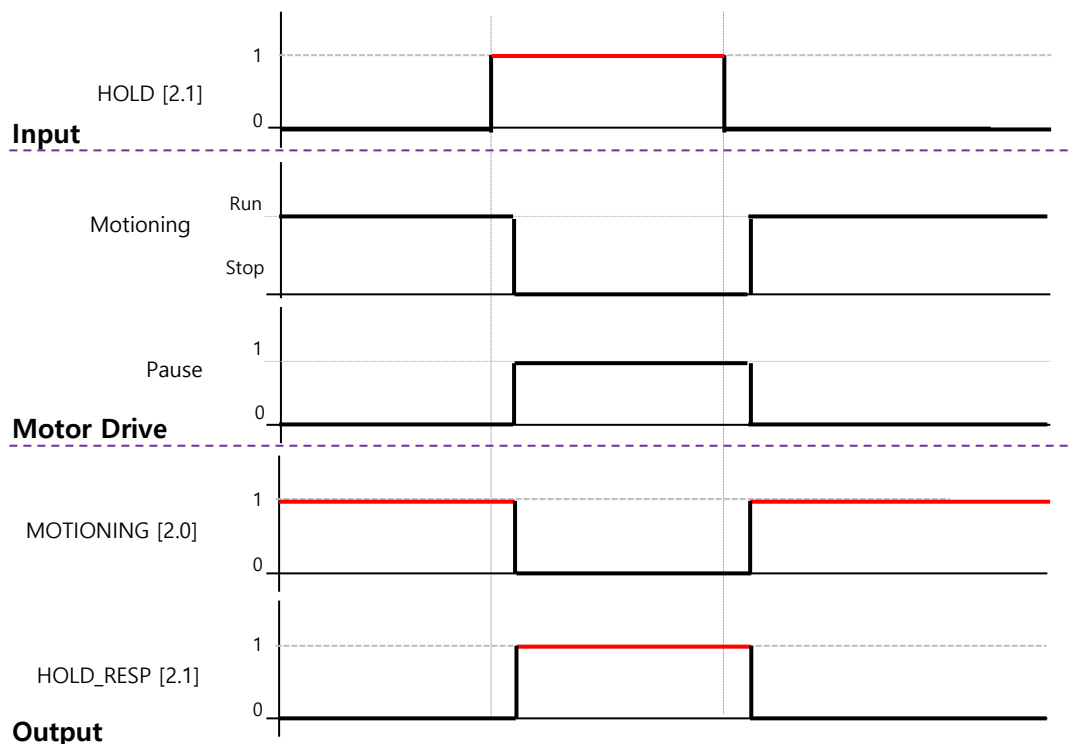 1
HOLD [2.1]
0
Input
Run
Motioning
Stop
1
Pause
0
Motor Drive
1
MOTIONING [2.0]
0
1
HOLD_RESP [2.1]
0
Output